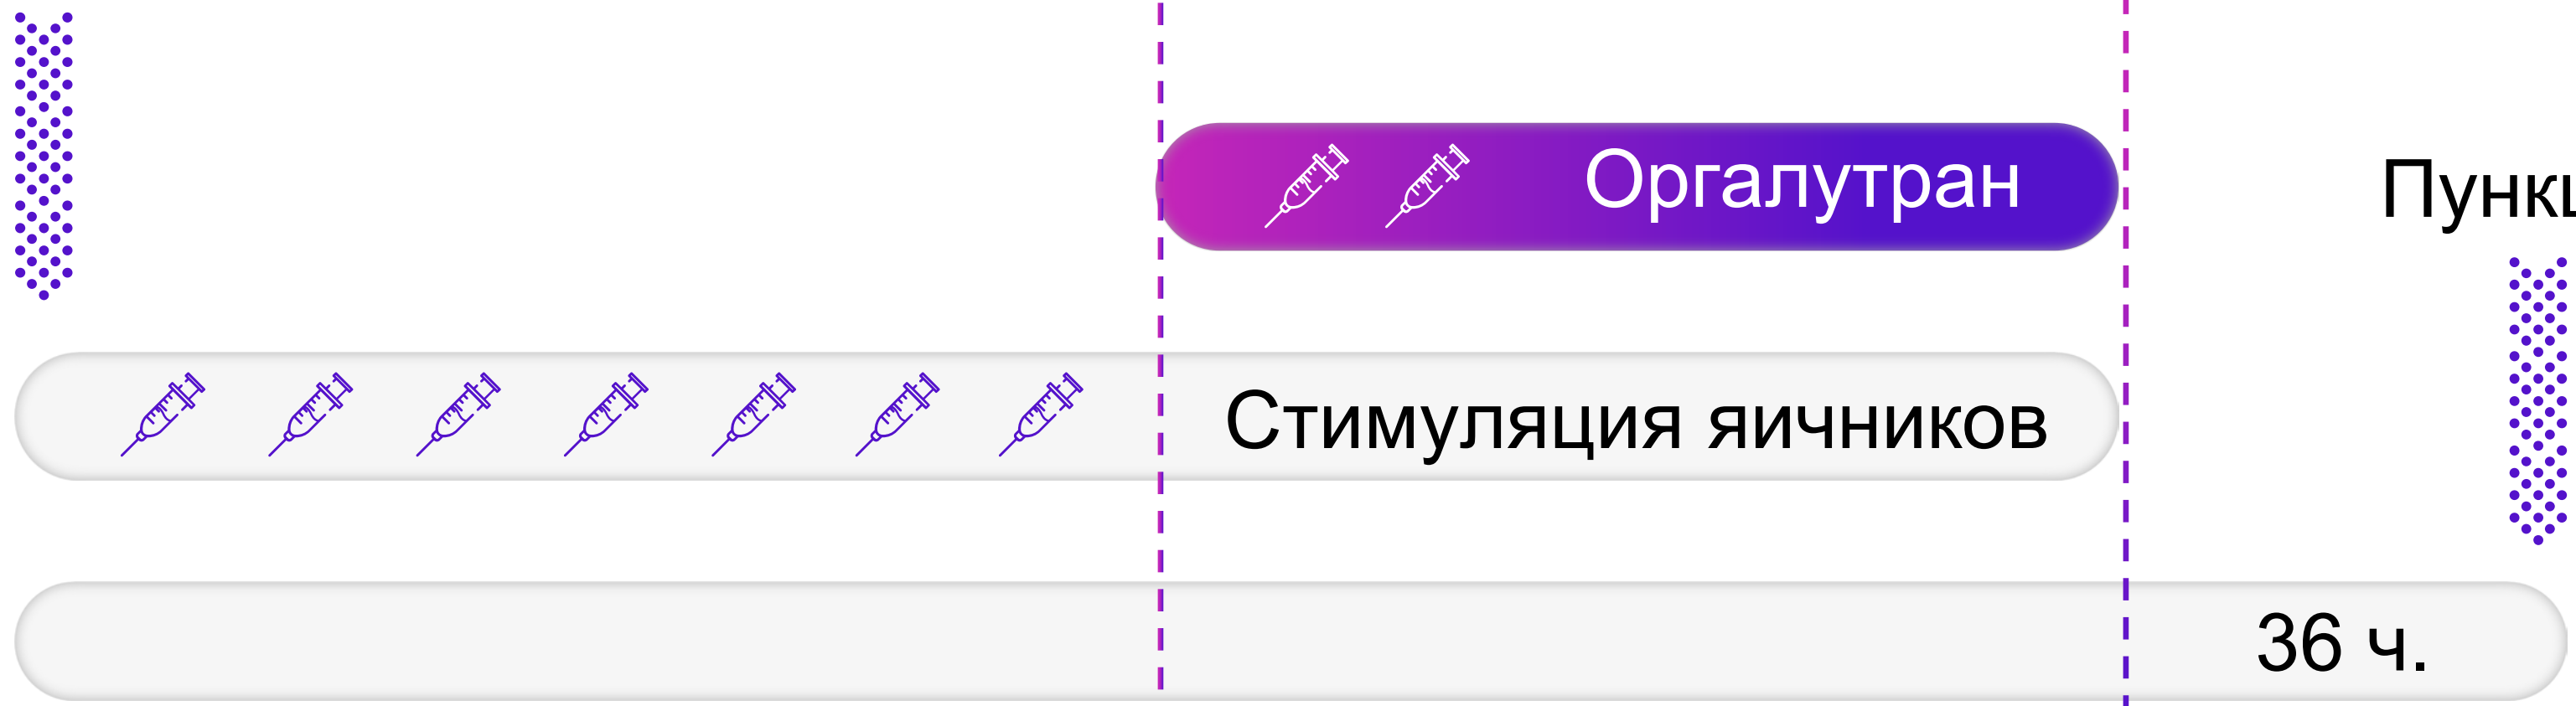 Оргалутран
Стимуляция яичников
36 ч.